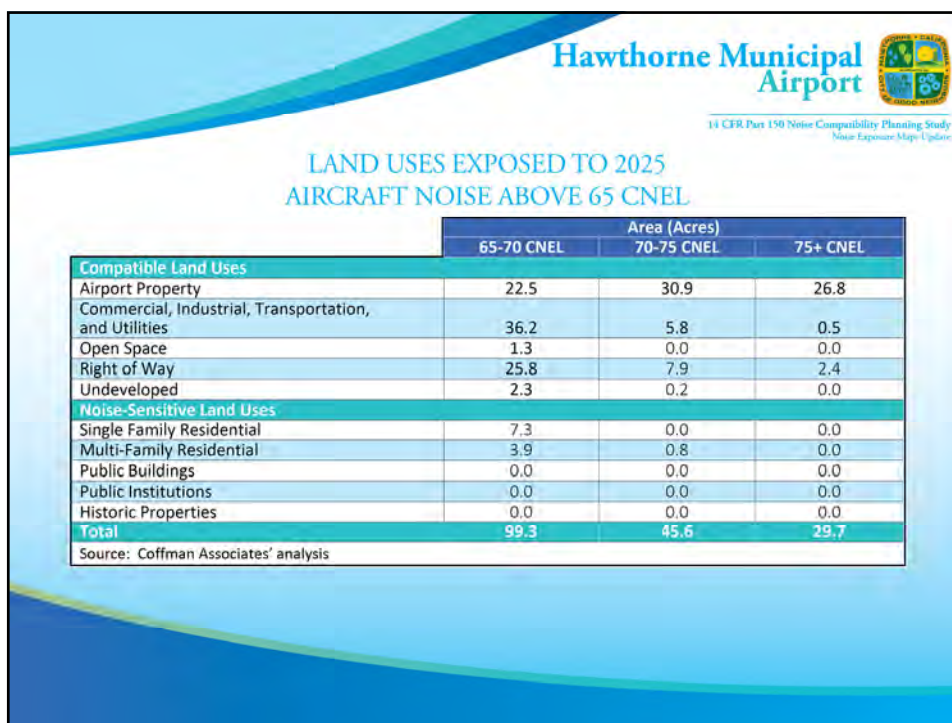 Hawthorne Municipal
Airport
14 CFR Part 150 Noise Compatibility Planning Study
Noise Exposure Maps Update
LAND USES EXPOSED TO 2025
AIRCRAFT NOISE ABOVE 65 CNEL
Area (Acres)
65-70 CNEL 70-75 CNEL 75+ CNEL
Compatible Land Uses
Airport Property 22.5 30.9 26.8
Commercial, Industrial, Transportation,
and Utilities 36.2 5.8 0.5
Open Space 1.3 0.0 0.0
Right of Way 25.8 7.9 2.4
Undeveloped 2.3 0.2 0.0
Noise-Sensitive Land Uses
Single Family Residential 7.3 0.0 0.0
Multi-Family Residential 3.9 0.8 0.0
Public Buildings 0.0 0.0 0.0
Public Institutions 0.0 0.0 0.0
Historic Properties 0.0 0.0 0.0
Total 99.3 45.6 29.7
Source: Coffman Associates' analysis